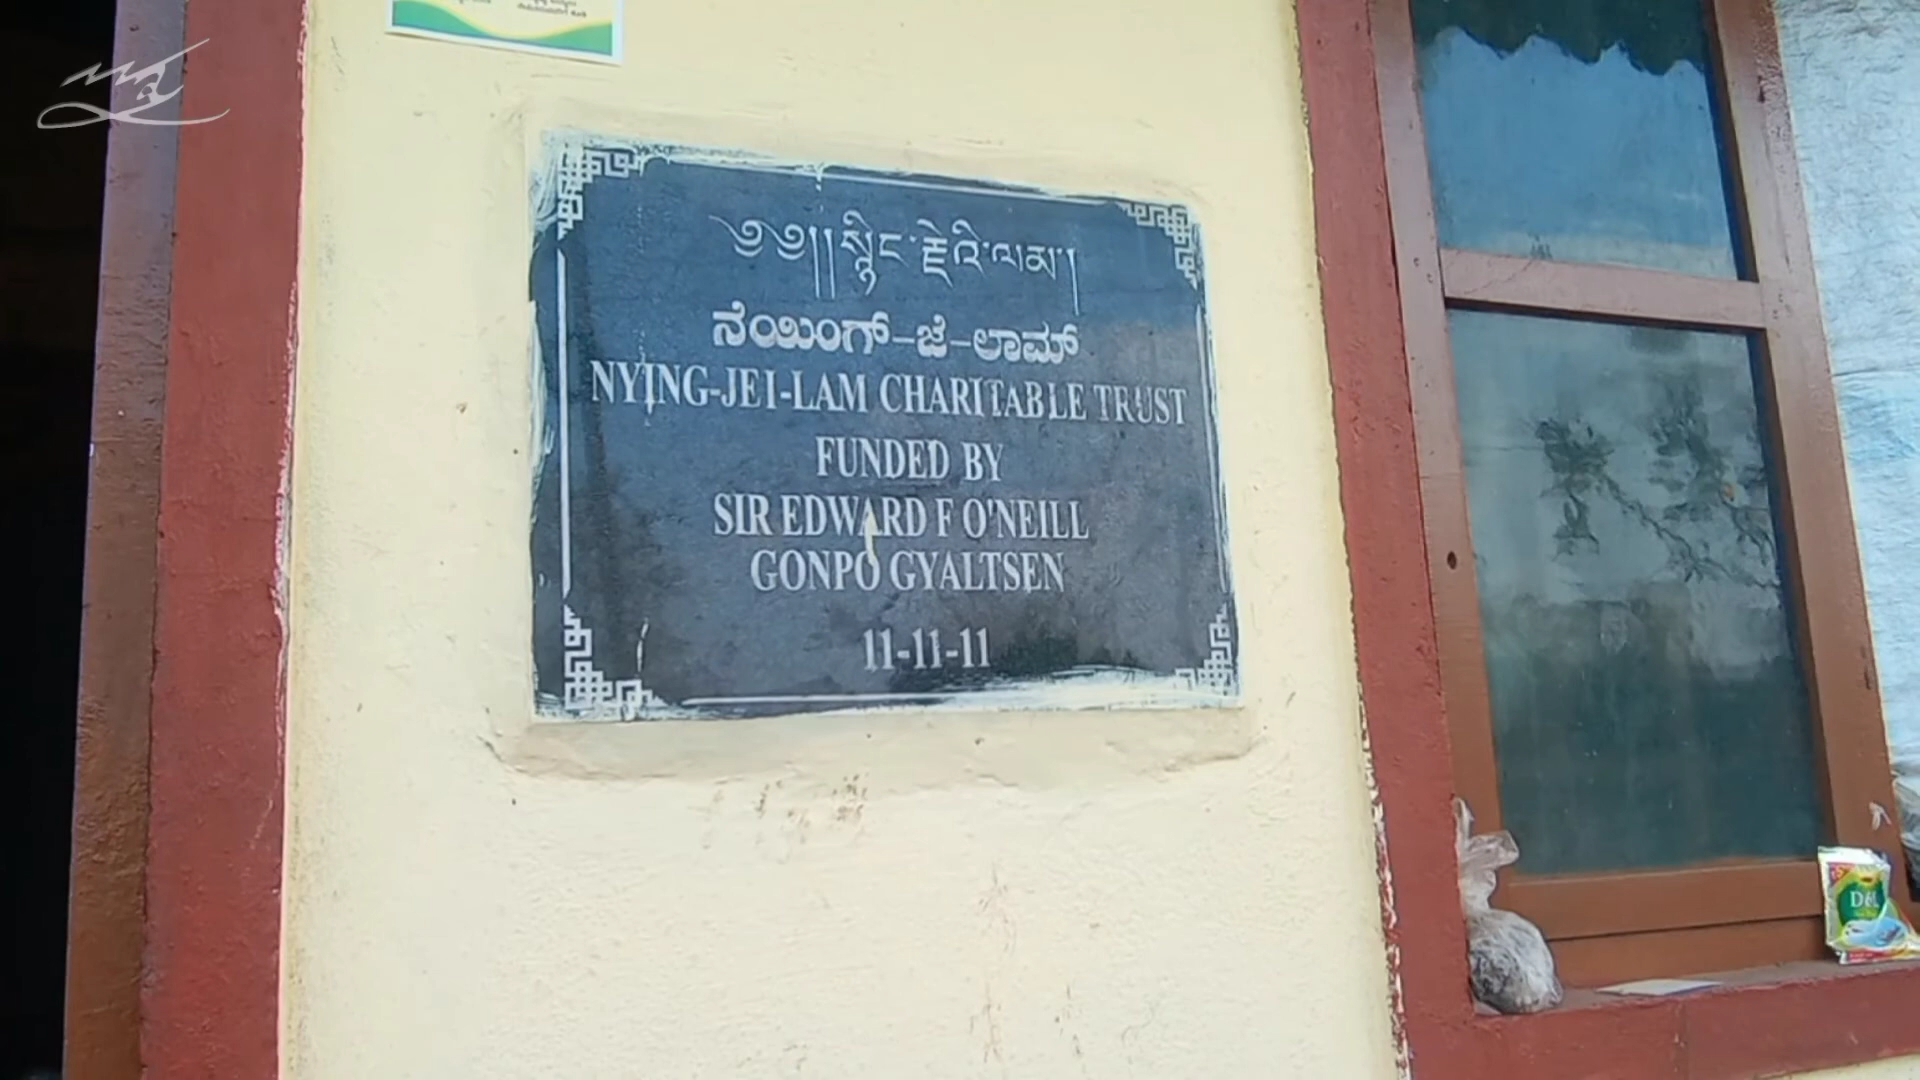 ༄༅།།སྙིང་རྗེའི་ལམ་།
ನೆಯಿಂಗ್-ಜೆ-ಲಾಮ್
NYING-JEI-LAM CHARITABLE TRUST
FUNDED BY
SIR EDWARD F O'NEILL
GONPO GYALTSEN
11-11-11